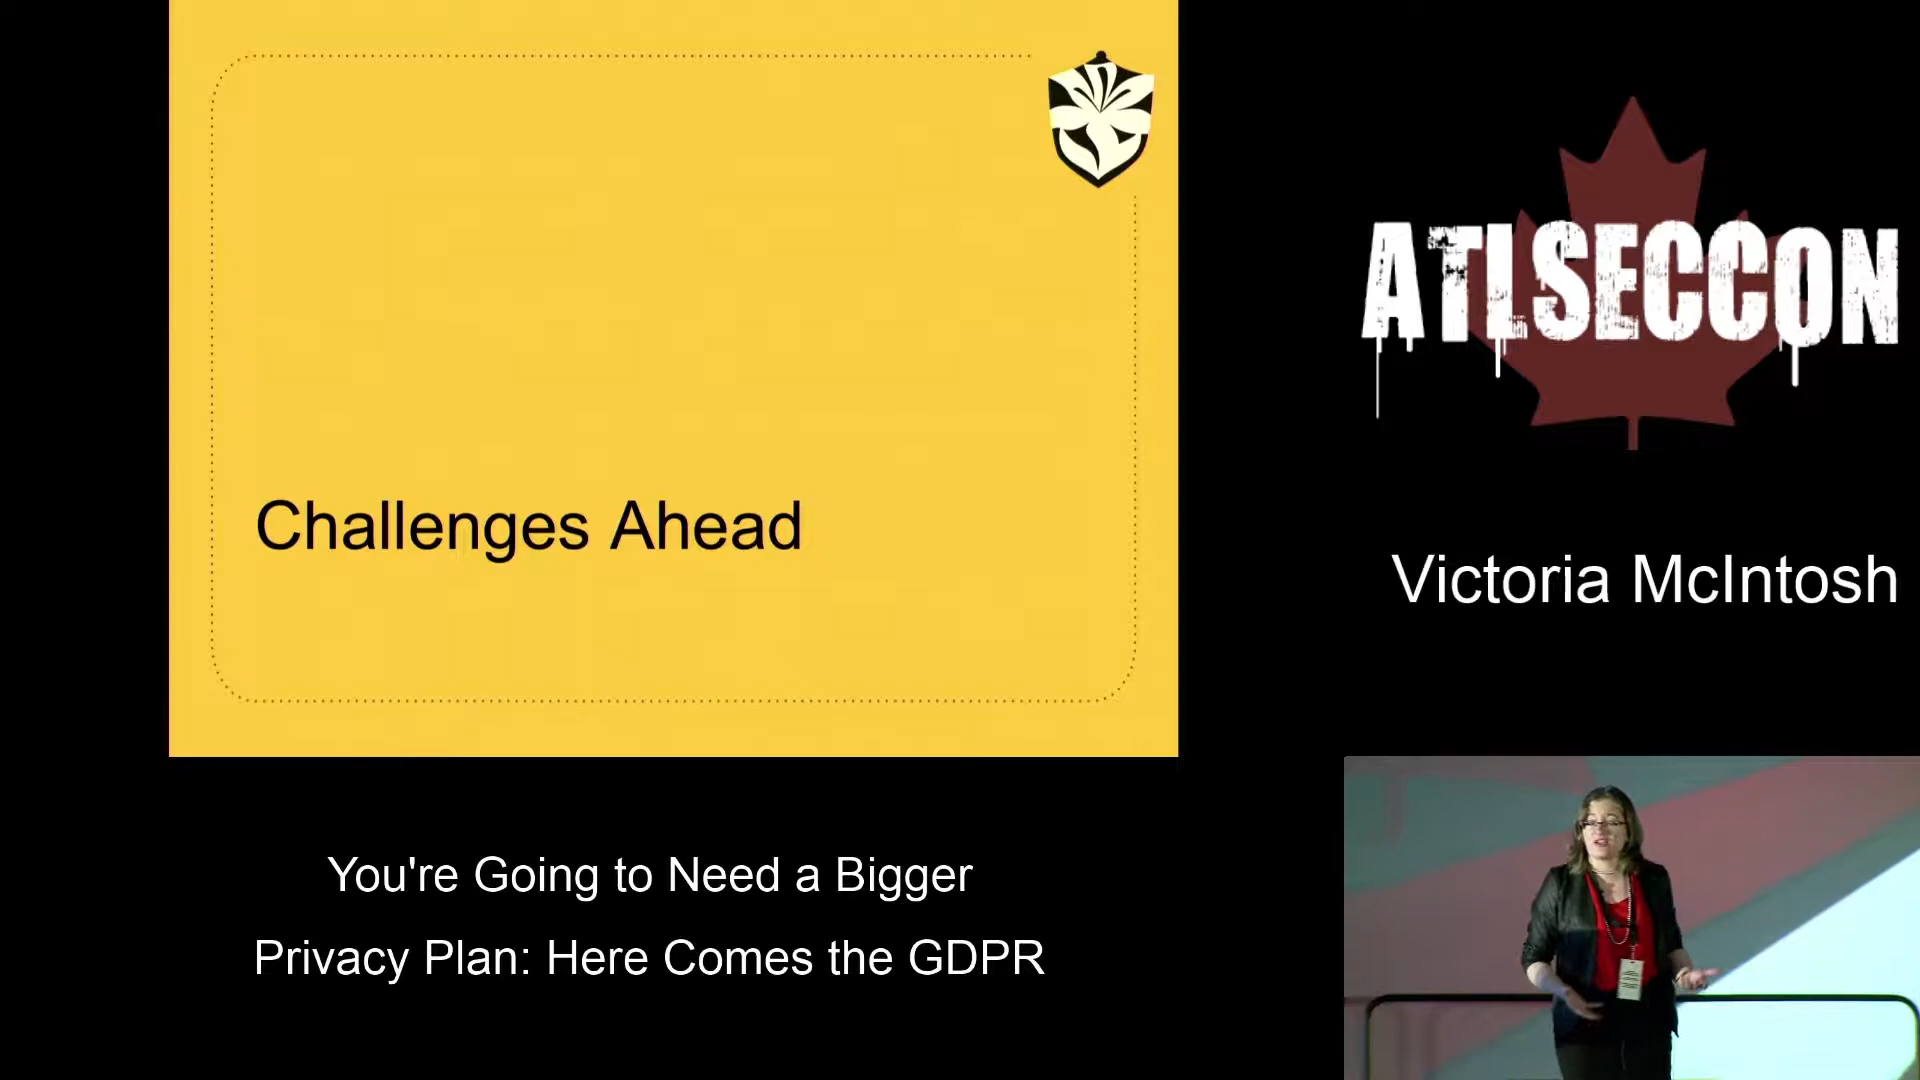 Challenges Ahead
ATLSECCON
Victoria McIntosh
You're Going to Need a Bigger
Privacy Plan: Here Comes the GDPR